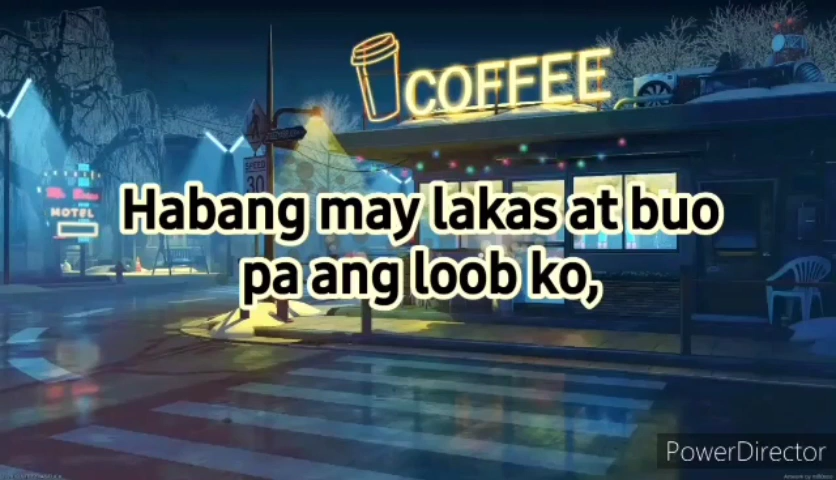 COFFEE
SPEED
30
MOTEL
Habang may lakas at buo
pa ang loob ko,
PowerDirector